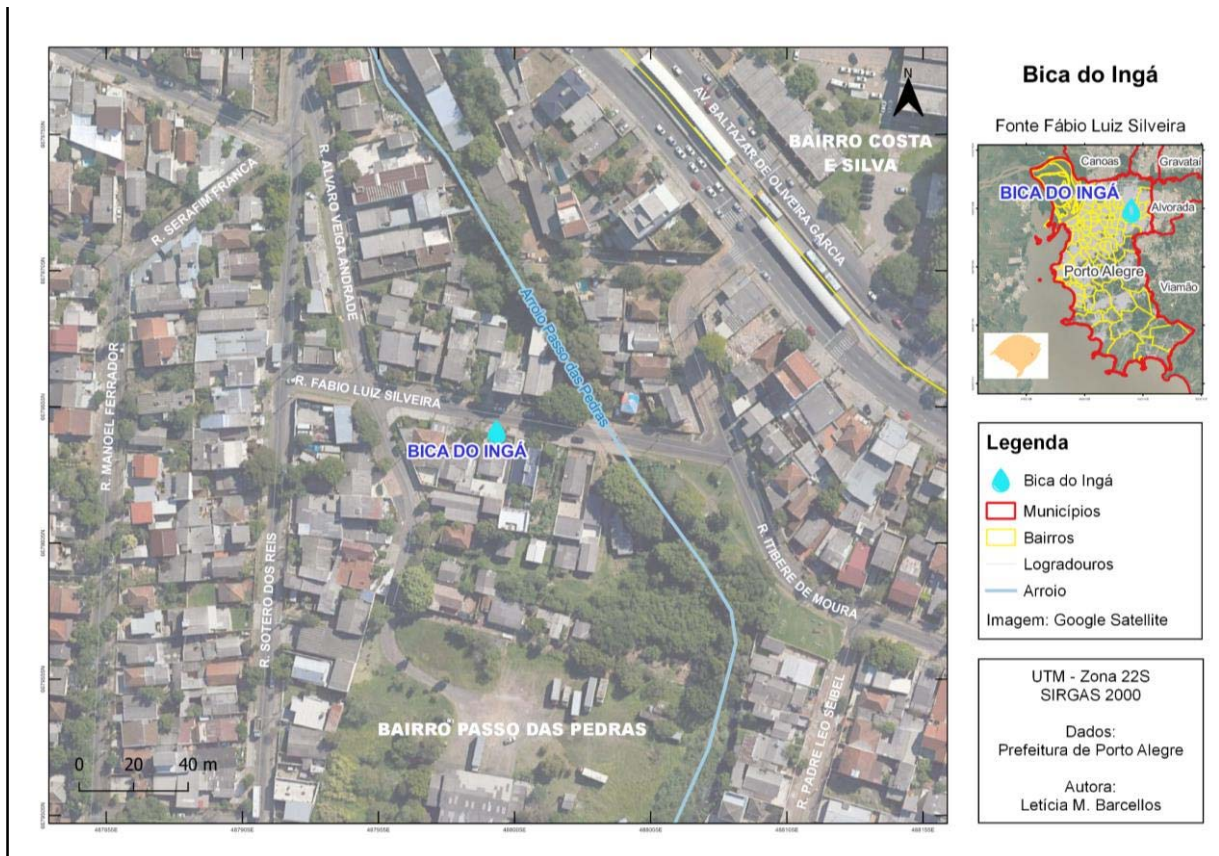 Bica do Ingá
Fonte Fábio Luiz Silveira
N
AV BALTAZAR DE OLIVEIRA GARCIA
BAIRRO COSTA
E SILVA
R. SERAFIM FRANCA
R. ALVARO VEIGA ANDRADE
Arroio Passo das Pedras
R. MANOEL FERRADOR
R. FABIO LUIZ SILVEIRA
BICA DO INGÁ
R. SOTERO DOS REIS
R. ITIBERE DE MOURA
BAIRRO PASSO DAS PEDRAS
R. PADRE LEO SEIBEL
0 20 40 m
Canoas
Gravataí
BICA DO INGÁ
Alvorada
Porto Alegre
Viamão
Legenda
Bica do Ingá
Municípios
Bairros
Logradouros
Arroio
Imagem: Google Satellite
UTM - Zona 22S
SIRGAS 2000
Dados:
Prefeitura de Porto Alegre
Autora:
Letícia M. Barcellos